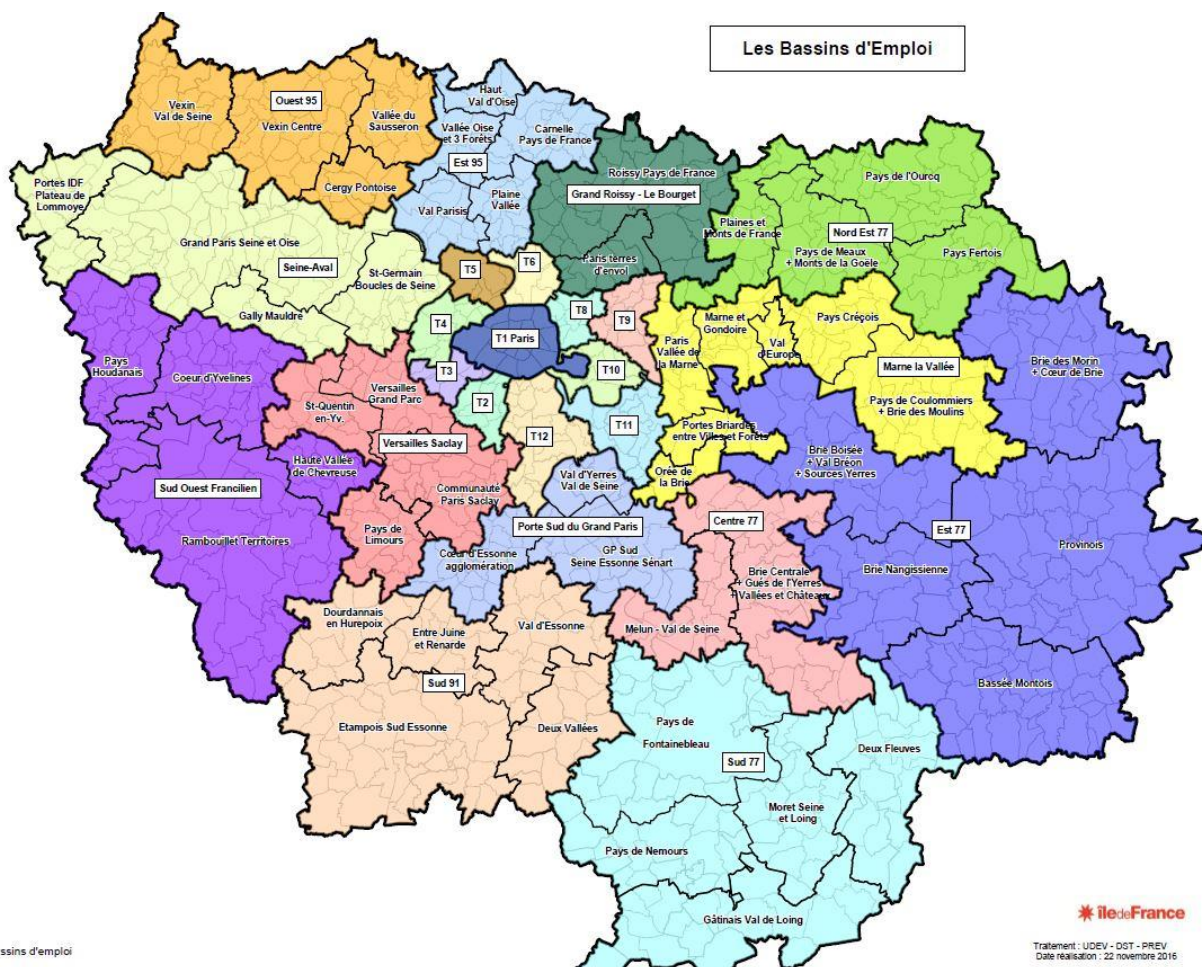 Les Bassins d'Emploi
Vexin
Val de Seine
Ouest 95
Vexin Centre
Vallée du
Sausseron
Cergy Pontoise
Haut
Val d'Oise
Vallée Oise
et 3 Forêts
Carnelle
Pays de France
Est 95
Val Parisis
Plaine
Vallée
Roissy Pays de France
Grand Roissy - Le Bourget
Paris terres
d'envol
Pays de l'Ourcq
Plaines et
Monts de France
Nord Est 77
Pays de Meaux
+ Monts de la Goële
Pays Fertois
Portes IDF
Plateau de
Lommoye
Grand Paris Seine et Oise
Seine-Aval
St-Germain
Boucles de Seine
Gally Mauldre
T5
T6
T4
T1 Paris
T8
T9
T3
T10
T2
T11
T12
Paris
Vallée de
la Marne
Marne et
Gondoire
Val
d'Europe
Pays Créçois
Marne la Vallée
Pays de Coulommiers
+ Brie des Moulins
Portes Briardes
entre Villes et Forêts
Orée de
la Brie
Brie des Morin
+ Cœur de Brie
Pays
Houdanais
Coeur d'Yvelines
Versailles
Grand Parc
St-Quentin
en-Yv.
Versailles Saclay
Haute Vallée
de Chevreuse
Sud Ouest Francilien
Rambouillet Territoires
Communauté
Paris Saclay
Pays de
Limours
Val d'Yerres
Val de Seine
Porte Sud du Grand Paris
Cœur d'Essonne
agglomération
GP Sud
Seine Essonne Sénart
Brie Boisée
+ Val Bréon
+ Sources Yerres
Est 77
Provinois
Brie Nangissienne
Bassée Montois
Centre 77
Brie Centrale
+ Gués de l'Yerres
+ Vallées et Châteaux
Melun - Val de Seine
Dourdannais
en Hurepoix
Entre Juine
et Renarde
Val d'Essonne
Sud 91
Etampois Sud Essonne
Deux Vallées
Pays de
Fontainebleau
Sud 77
Deux Fleuves
Moret Seine
et Loing
Pays de Nemours
Gâtinais Val de Loing
îledeFrance
ssins d'emploi
Traitement : UDEV - DST - PREV
Date réalisation : 22 novembre 2016